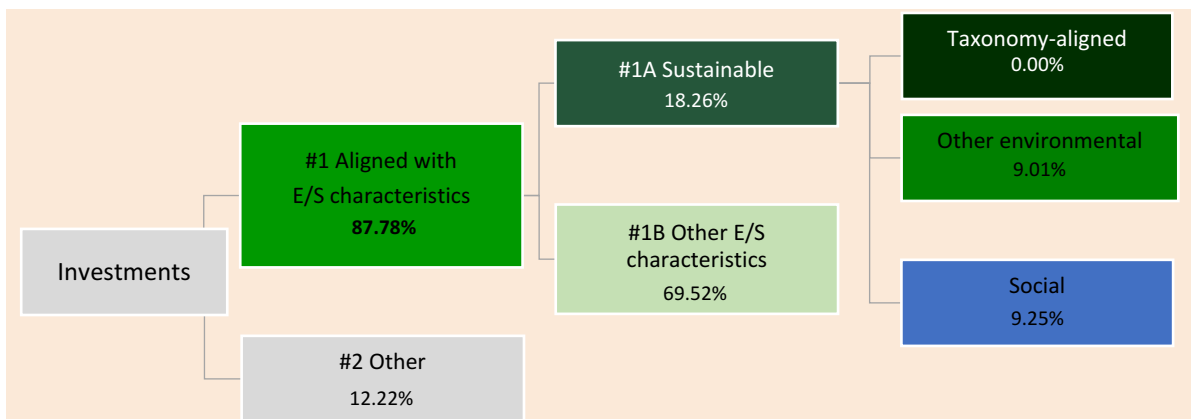 Investments
#1 Aligned with
E/S characteristics
87.78%
#2 Other
12.22%
#1A Sustainable
18.26%
#1B Other E/S
characteristics
69.52%
Taxonomy-aligned
0.00%
Other environmental
9.01%
Social
9.25%